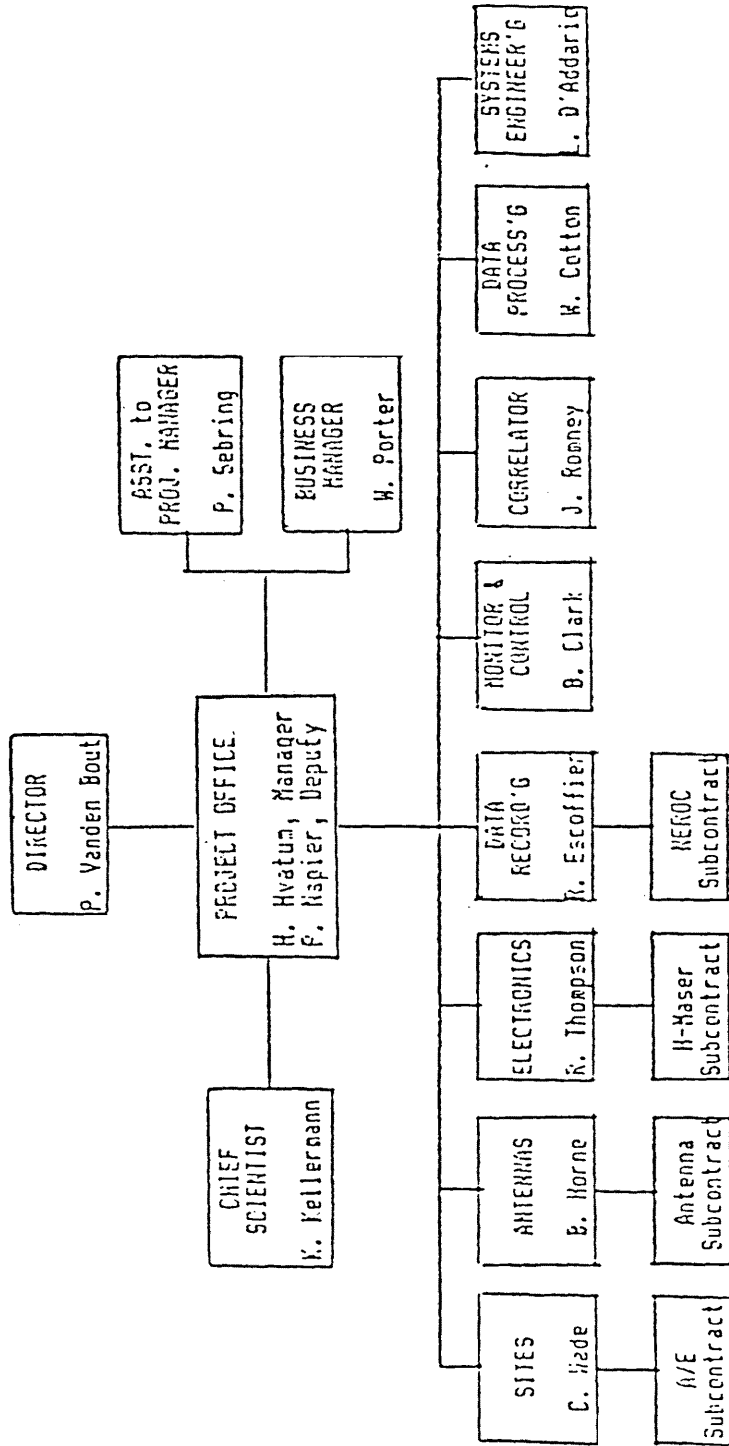 DIRECTOR
P. Vanden Bout
PROJECT OFFICE
H. Hvatum, Manager
P. Napier, Deputy
CHIEF
SCIENTIST
K. Kellermann
ASST. to
PROJ. MANAGER
P. Sebring
BUSINESS
MANAGER
W. Porter
SITES
C. Wade
ANTENNAS
B. Horne
ELECTRONICS
R. Thompson
DATA
RECORD'G
R. Escoffier
MONITOR &
CONTROL
B. Clark
CORRELATOR
J. Romney
DATA
PROCESS'G
W. Cotton
SYSTEMS
ENGINEER'G
L. D'Addario
A/E
Subcontract
Antenna
Subcontract
H-Maser
Subcontract
NEROC
Subcontract